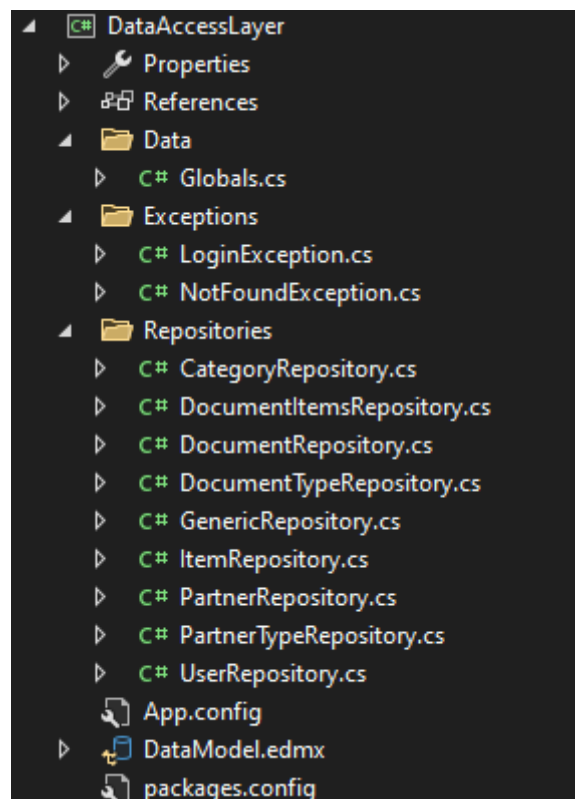 C# DataAccessLayer
Properties
References
Data
C# Globals.cs
Exceptions
C# LoginException.cs
C# NotFoundException.cs
Repositories
C# CategoryRepository.cs
C# DocumentItemsRepository.cs
C# DocumentRepository.cs
C# DocumentTypeRepository.cs
C# GenericRepository.cs
C# ItemRepository.cs
C# PartnerRepository.cs
C# PartnerTypeRepository.cs
C# UserRepository.cs
App.config
DataModel.edmx
packages.config